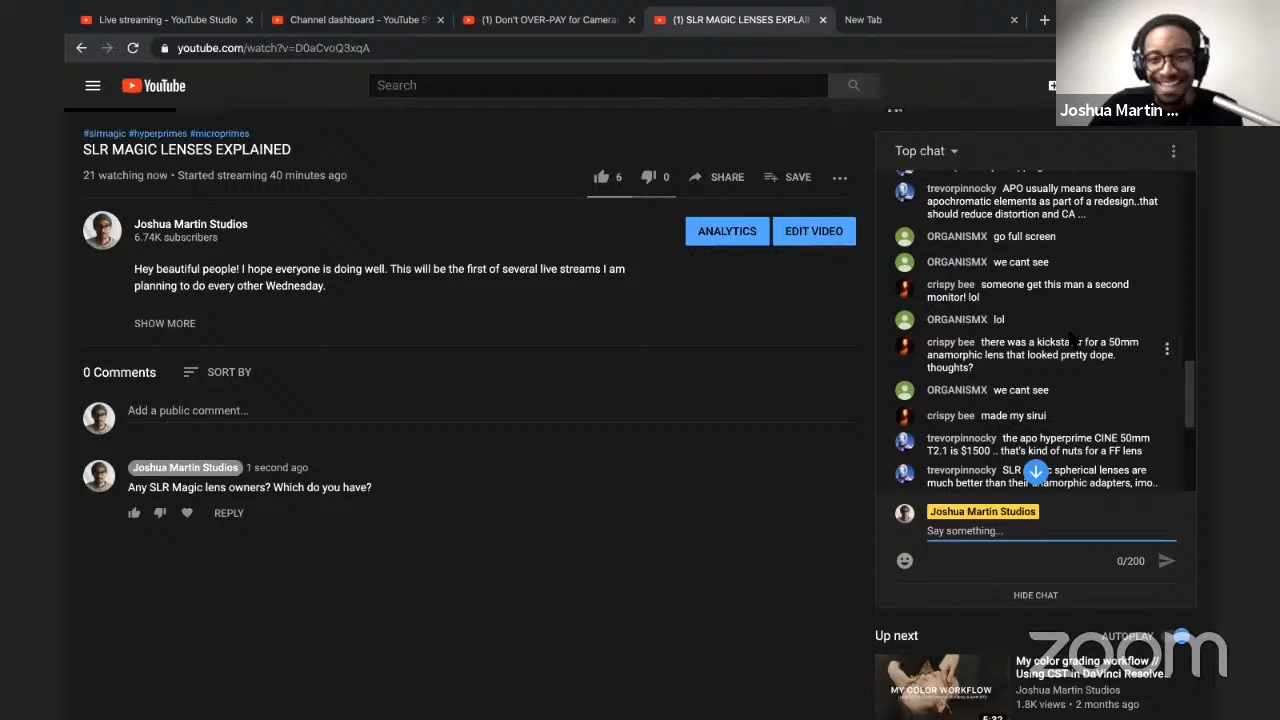 Live streaming - YouTube Studio
Channel dashboard - YouTube S
(1) Don't OVER-PAY for Camera
(1) SLR MAGIC LENSES EXPLAIN
New Tab
youtube.com/watch?v=D0aCvoQ3xqA
YouTube
Search
Joshua Martin ...
#slrmagic #hyperprimes #microprimes
SLR MAGIC LENSES EXPLAINED
21 watching now • Started streaming 40 minutes ago
6
0
SHARE
SAVE
Joshua Martin Studios
6.74K subscribers
ANALYTICS
EDIT VIDEO
Hey beautiful people! I hope everyone is doing well. This will be the first of several live streams I am
planning to do every other Wednesday.
SHOW MORE
0 Comments
SORT BY
Add a public comment...
Joshua Martin Studios 1 second ago
Any SLR Magic lens owners? Which do you have?
REPLY
Top chat
trevorpinnocky APO usually means there are
apochromatic elements as part of a redesign..that
should reduce distortion and CA ...
ORGANISMX go full screen
ORGANISMX we cant see
crispy bee someone get this man a second
monitor! lol
ORGANISMX lol
crispy bee there was a kickstarter for a 50mm
anamorphic lens that looked pretty dope.
thoughts?
ORGANISMX we cant see
crispy bee made my sirui
trevorpinnocky the apo hyperprime CINE 50mm
T2.1 is $1500 .. that's kind of nuts for a FF lens
trevorpinnocky SLR spherical lenses are
much better than their anamorphic adapters, imo..
Joshua Martin Studios
Say something...
0/200
HIDE CHAT
Up next
AUTOPLAY
zoom
MY COLOR WORKFLOW
5:32
My color grading workflow //
Using CST in DaVinci Resolve...
Joshua Martin Studios
1.8K views • 2 months ago